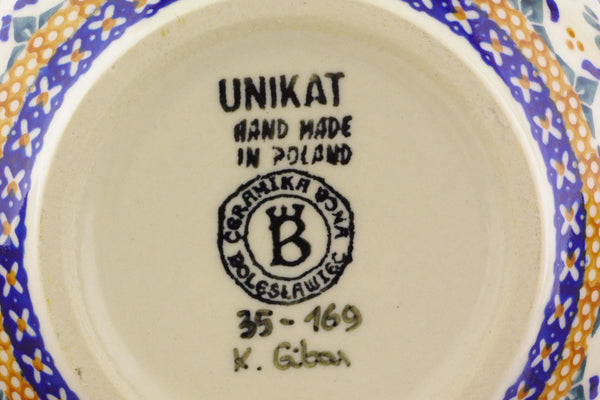 UNIKAT
HAND MADE
IN POLAND
CERAMIKA BONA
B
BOLESŁAWIEC
35-169
K. Giban